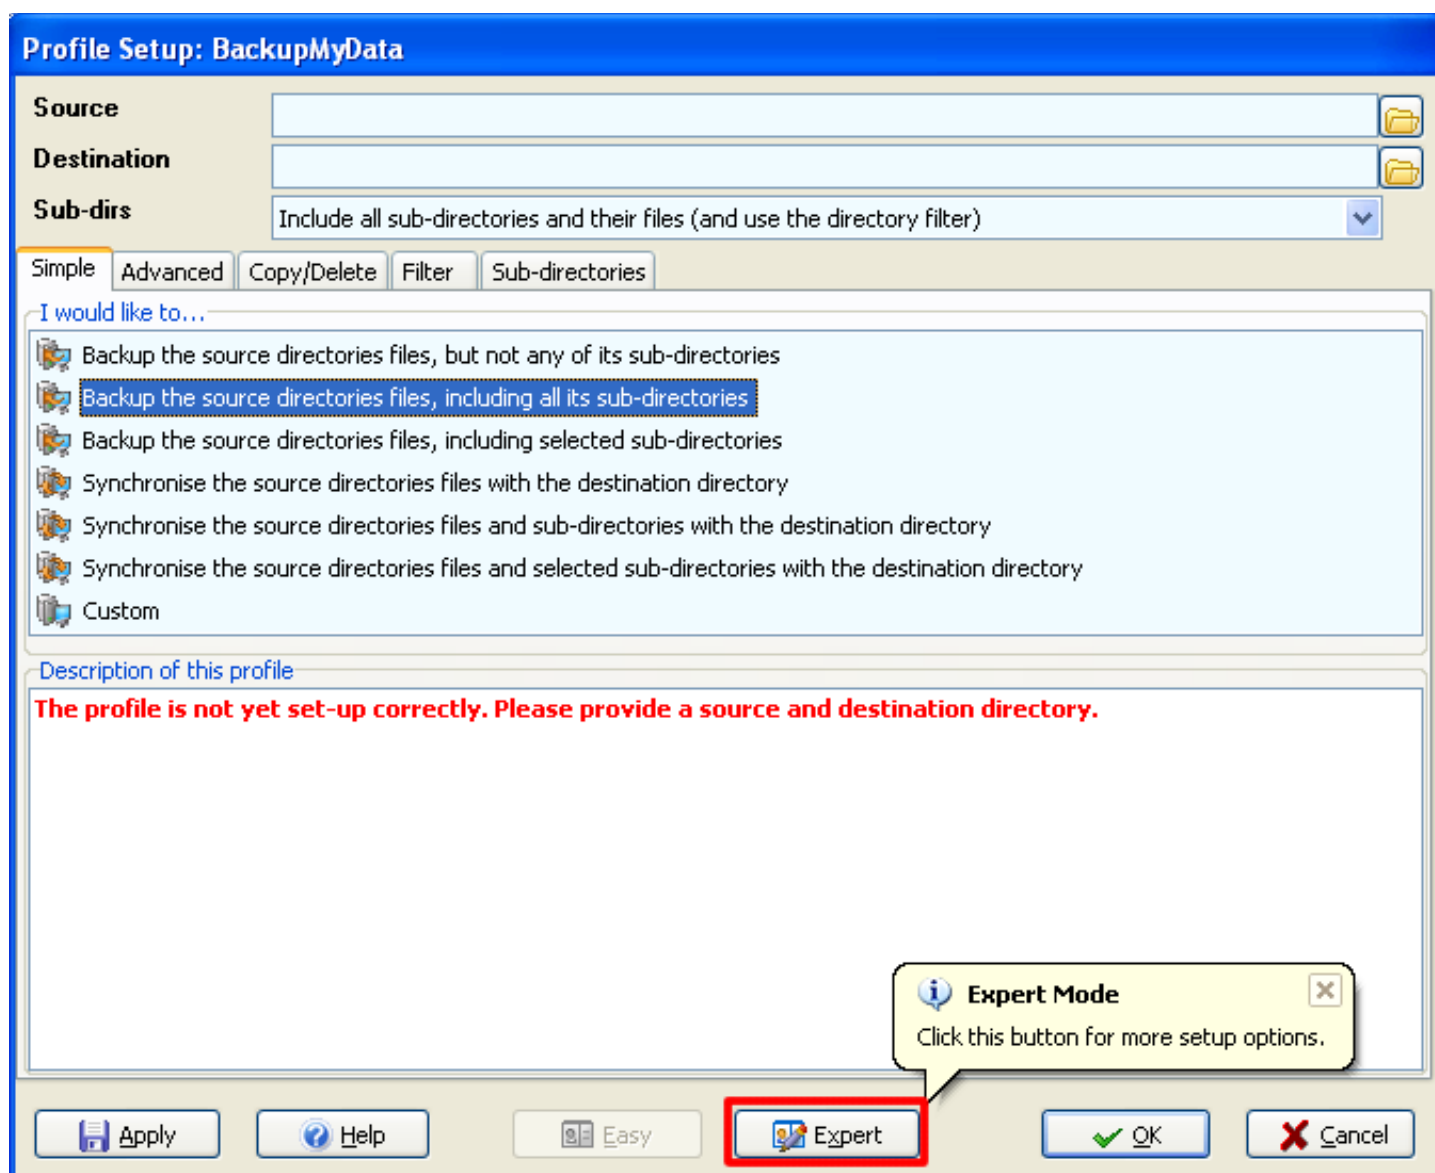 Profile Setup: BackupMyData
Source
Destination
Sub-dirs
Include all sub-directories and their files (and use the directory filter)
Simple
Advanced
Copy/Delete
Filter
Sub-directories
I would like to...
Backup the source directories files, but not any of its sub-directories
Backup the source directories files, including all its sub-directories
Backup the source directories files, including selected sub-directories
Synchronise the source directories files with the destination directory
Synchronise the source directories files and sub-directories with the destination directory
Synchronise the source directories files and selected sub-directories with the destination directory
Custom
Description of this profile
The profile is not yet set-up correctly. Please provide a source and destination directory.
Expert Mode
Click this button for more setup options.
Apply
Help
Easy
Expert
OK
Cancel